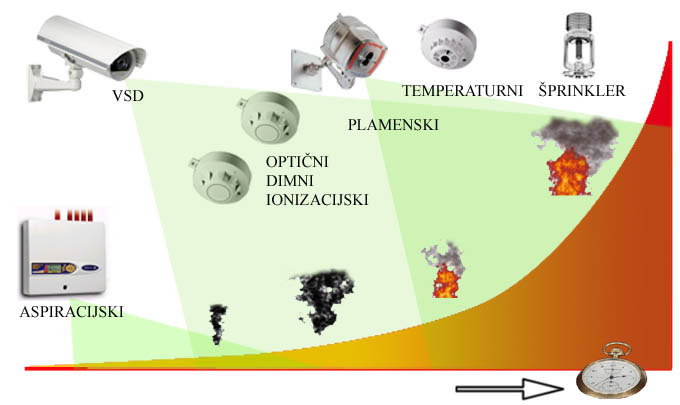 VSD
TEMPERATURNI
ŠPRINKLER
PLAMENSKI
OPTIČNI
DIMNI
IONIZACIJSKI
ASPIRACIJSKI